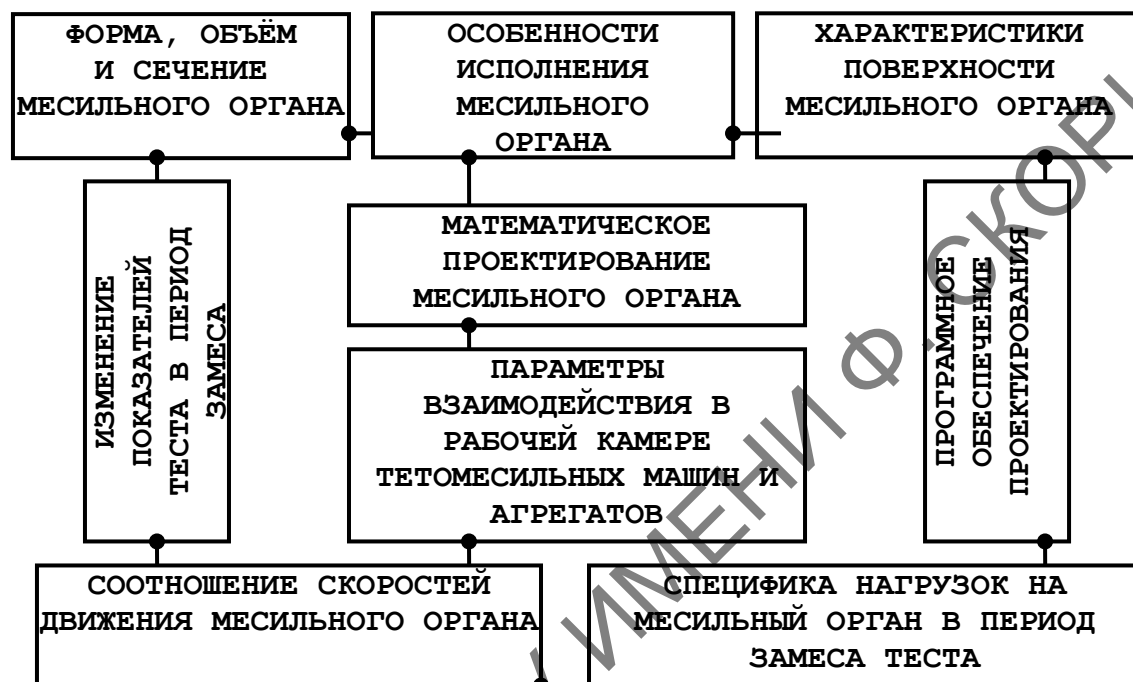 ФОРМА, ОБЪЁМ
И СЕЧЕНИЕ
МЕСИЛЬНОГО ОРГАНА
ОСОБЕННОСТИ
ИСПОЛНЕНИЯ
МЕСИЛЬНОГО
ОРГАНА
ХАРАКТЕРИСТИКИ
ПОВЕРХНОСТИ
МЕСИЛЬНОГО ОРГАНА
ИЗМЕНЕНИЕ
ПОКАЗАТЕЛЕЙ
ТЕСТА В ПЕРИОД
ЗАМЕСА
МАТЕМАТИЧЕСКОЕ
ПРОЕКТИРОВАНИЕ
МЕСИЛЬНОГО ОРГАНА
ПАРАМЕТРЫ
ВЗАИМОДЕЙСТВИЯ В
РАБОЧЕЙ КАМЕРЕ
ТЕТОМЕСИЛЬНЫХ МАШИН И
АГРЕГАТОВ
ПРОГРАММНОЕ
ОБЕСПЕЧЕНИЕ
ПРОЕКТИРОВАНИЯ
СООТНОШЕНИЕ СКОРОСТЕЙ
ДВИЖЕНИЯ МЕСИЛЬНОГО ОРГАНА
СПЕЦИФИКА НАГРУЗОК НА
МЕСИЛЬНЫЙ ОРГАН В ПЕРИОД
ЗАМЕСА ТЕСТА
ИМЕНИ Ф.